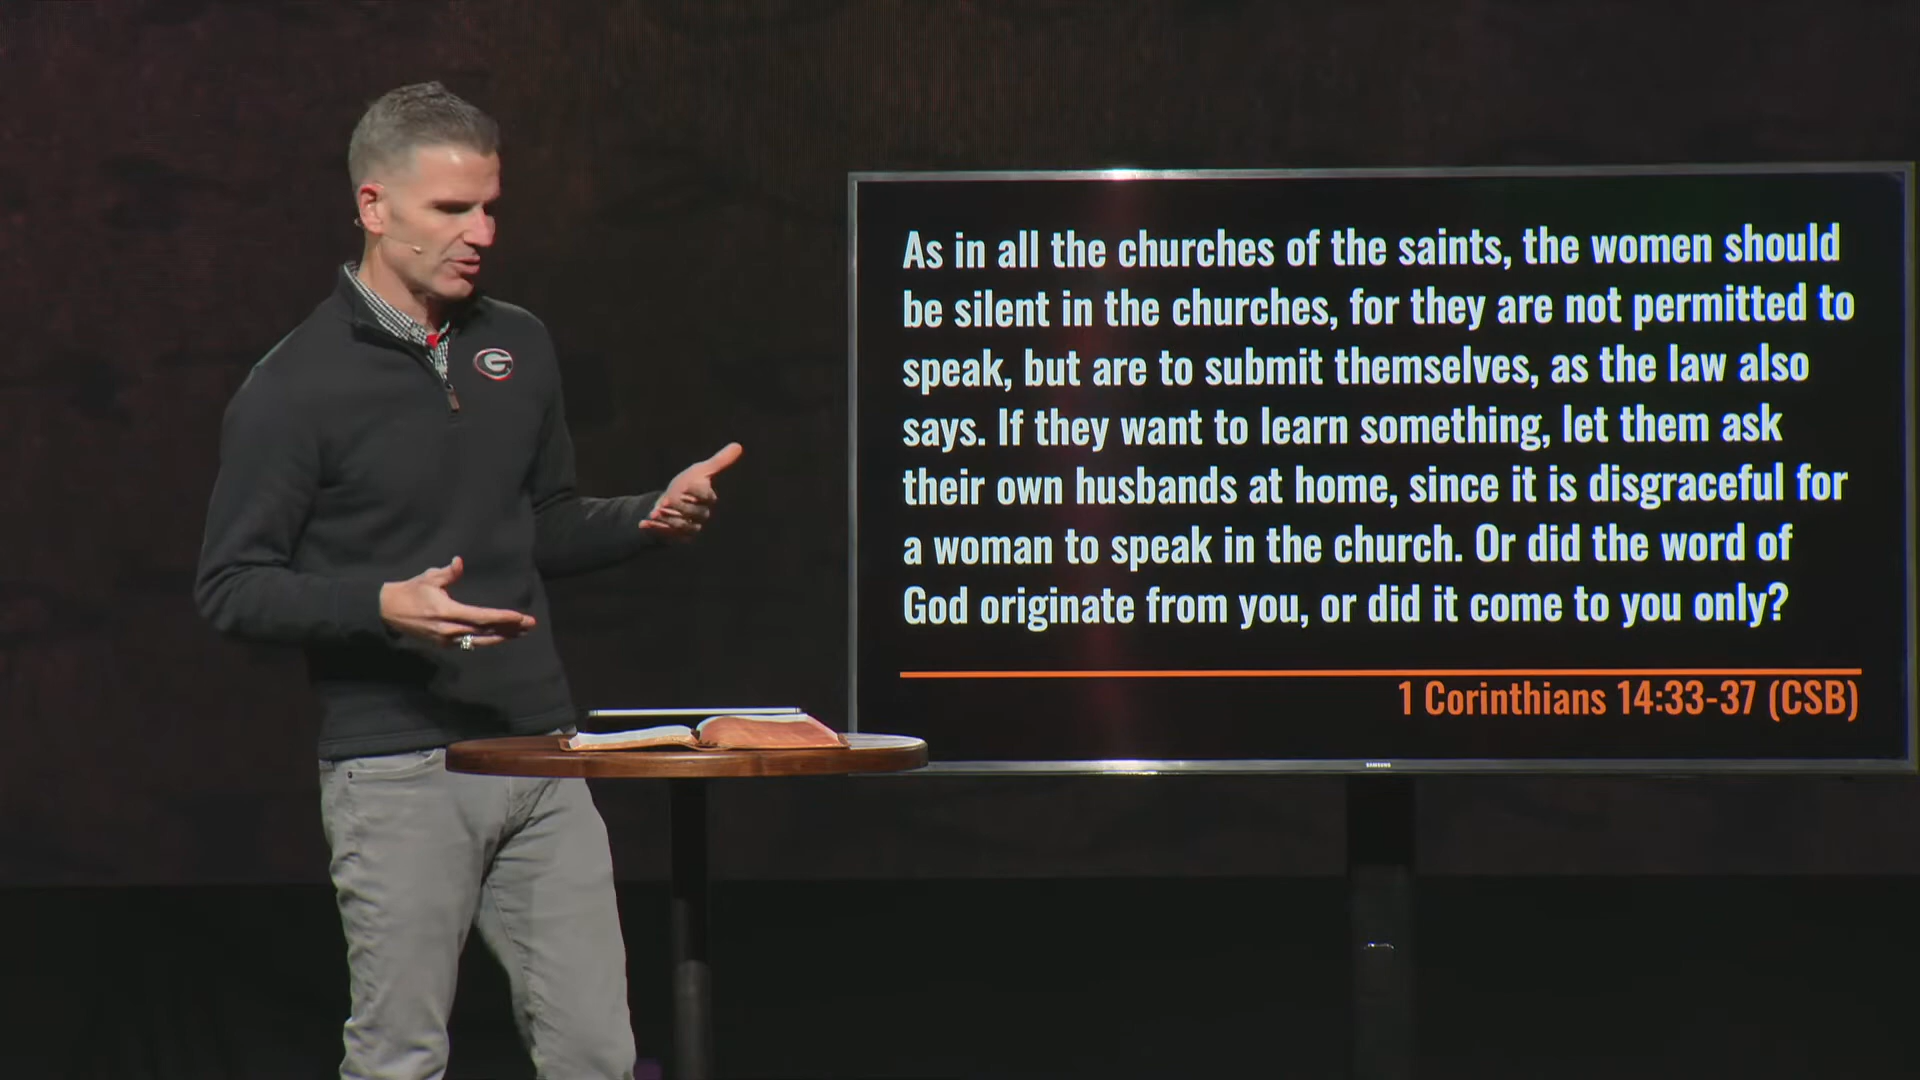 As in all the churches of the saints, the women should
be silent in the churches, for they are not permitted to
speak, but are to submit themselves, as the law also
says. If they want to learn something, let them ask
their own husbands at home, since it is disgraceful for
a woman to speak in the church. Or did the word of
God originate from you, or did it come to you only?
1 Corinthians 14:33-37 (CSB)
SAMSUNG
G